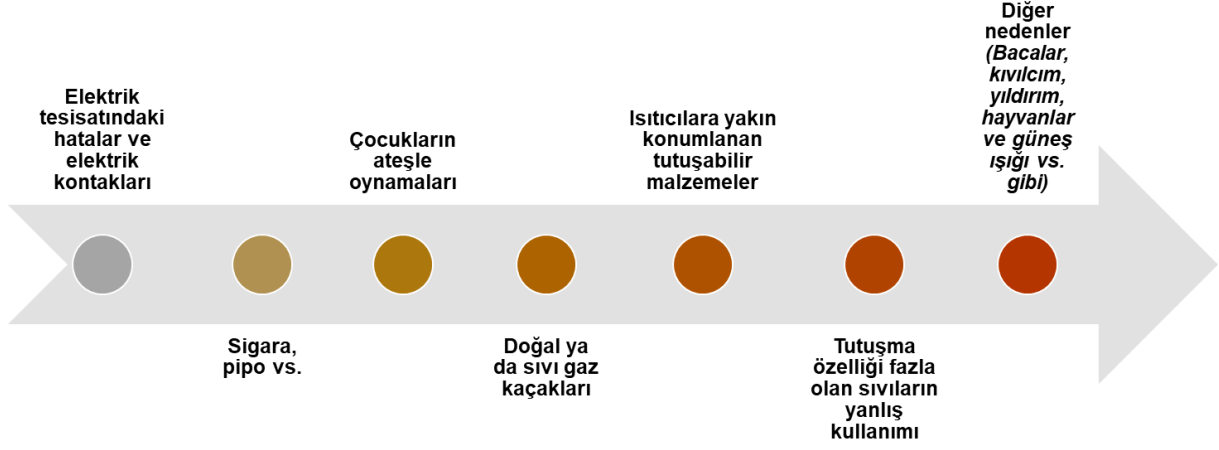 Elektrik
tesisatındaki
hatalar ve
elektrik
kontakları
Sigara,
pipo vs.
Çocukların
ateşle
oynamaları
Doğal ya
da sıvı gaz
kaçakları
Isıtıcılara yakın
konumlanan
tutuşabilir
malzemeler
Tutuşma
özelliği fazla
olan sıvıların
yanlış
kullanımı
Diğer
nedenler
(Bacalar,
kıvılcım,
yıldırım,
hayvanlar
ve güneş
ışığı vs.
gibi)